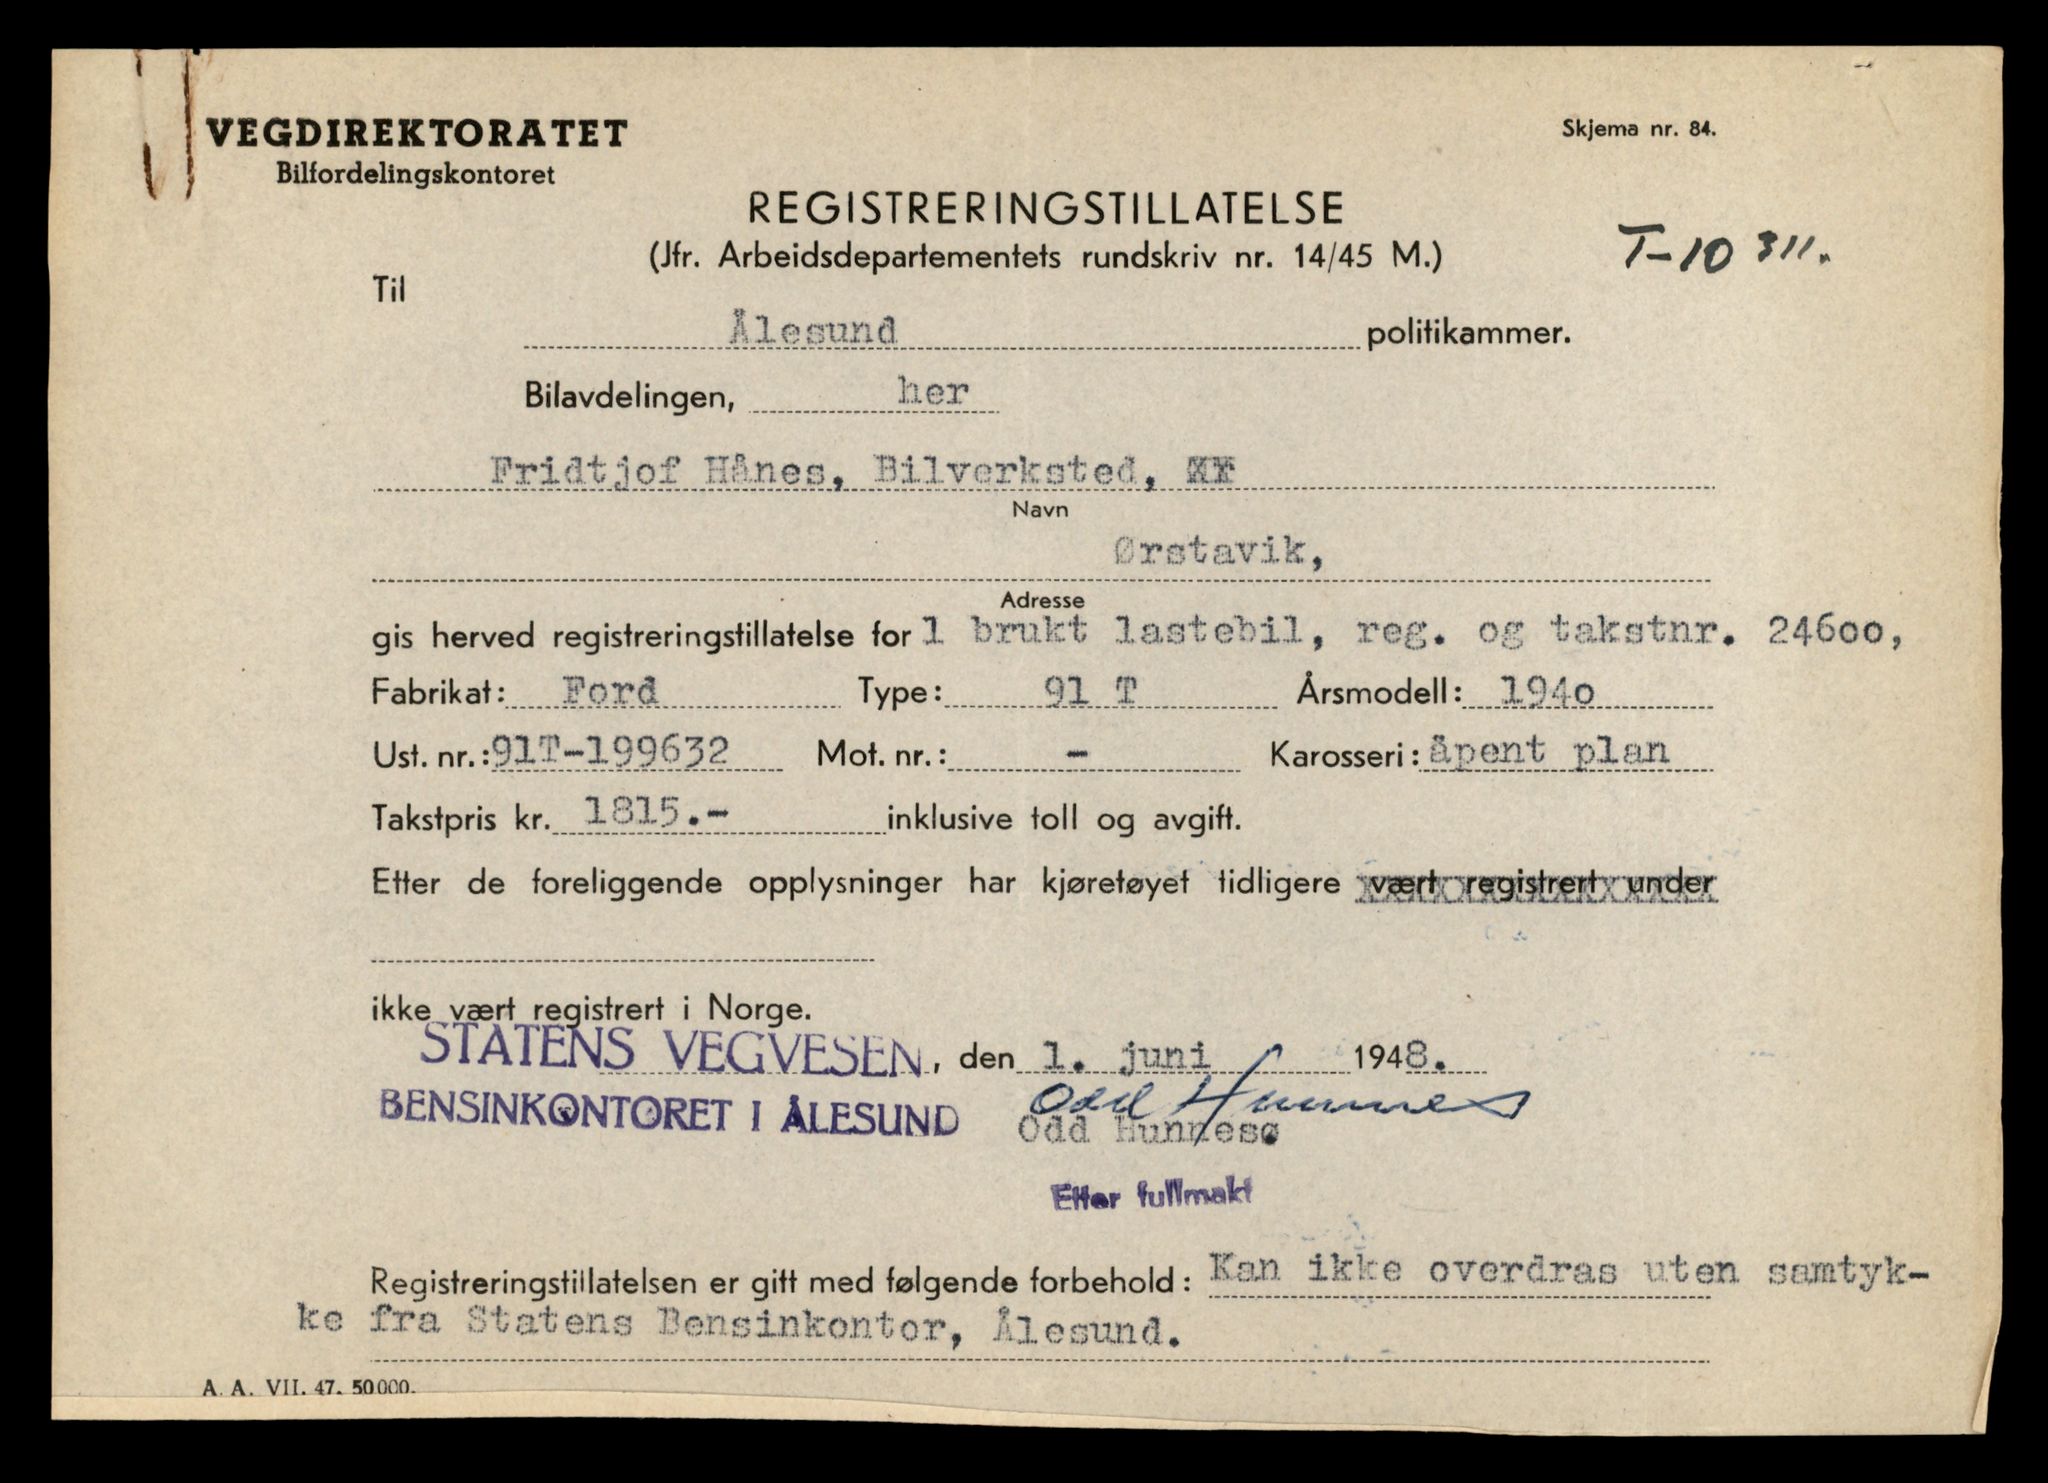 VEGDIREKTORATET
Bilfordelingskontoret
Skjema nr. 84.
REGISTRERINGSTILLATELSE
(Jfr. Arbeidsdepartementets rundskriv nr. 14/45 M.)
T-10311.
Til
Ålesund politikammer.
Bilavdelingen, her
Fridtjof Hånes, Bilverksted,
Navn
Ørstavik,
Adresse
gis herved registreringstillatelse for 1 brukt lastebil, reg. og takstnr. 24600,
Fabrikat: Ford Type: 91 T Årsmodell: 1940
Ust. nr.: 91T-199632 Mot. nr.: - Karosseri: åpent plan
Takstpris kr. 1815.- inklusive toll og avgift.
Etter de foreliggende opplysninger har kjøretøyet tidligere vært registrert under
ikke vært registrert i Norge.
STATENS VEGVESEN, den 1. juni 1948.
BENSINKONTORET I ÅLESUND
Odd Hunnes
Odd Hunnesø
Etter fullmakt
Registreringstillatelsen er gitt med følgende forbehold: Kan ikke overdras uten samtyk-
ke fra Statens Bensinkontor, Ålesund.
A. A. VII. 47. 50000.